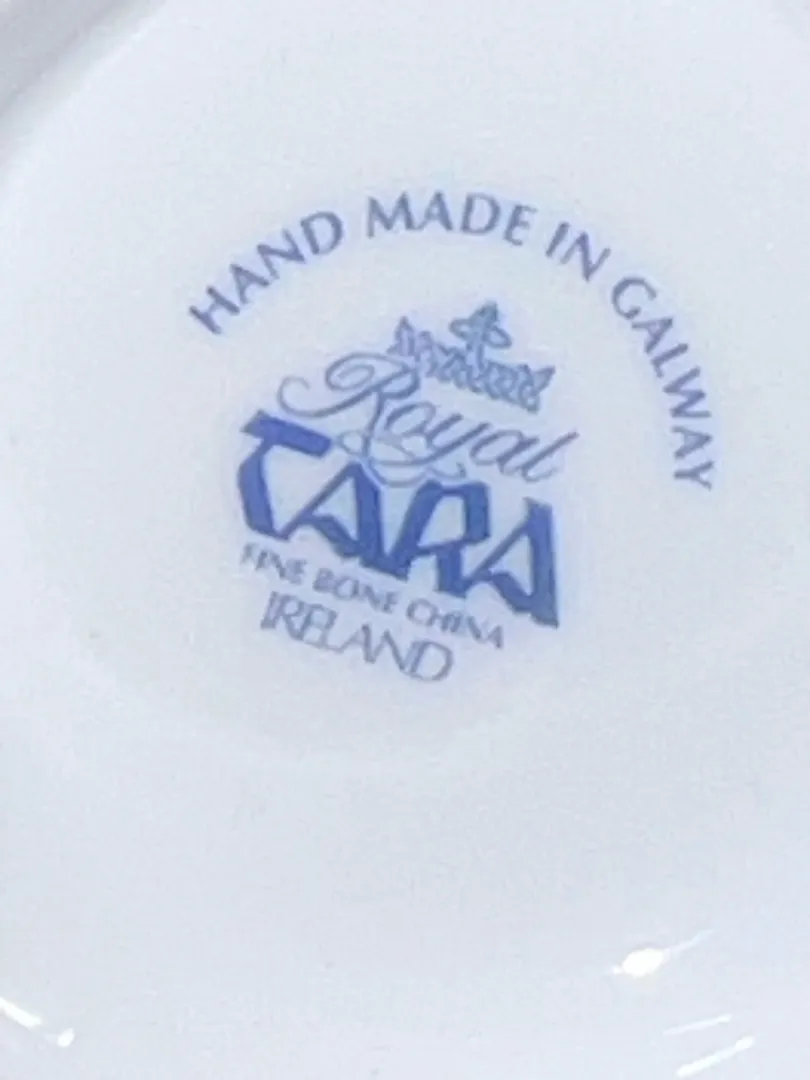 HAND MADE IN GALWAY
Royal
TARA
FINE BONE CHINA
IRELAND